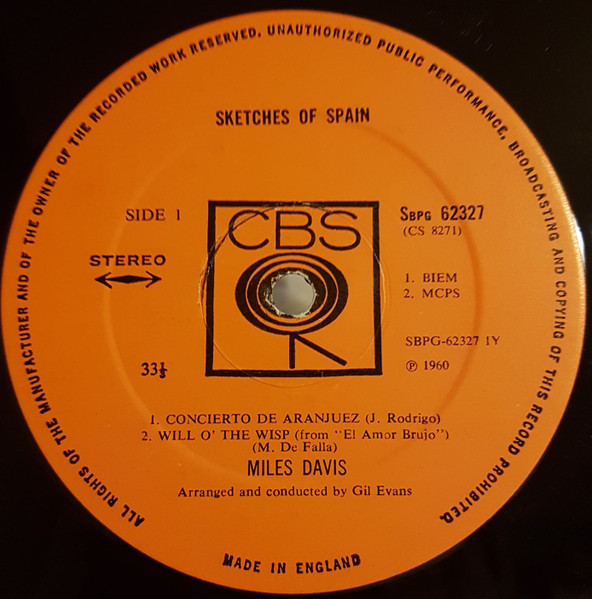 ALL RIGHTS OF THE MANUFACTURER AND OF THE OWNER OF THE RECORDED WORK RESERVED. UNAUTHORIZED PUBLIC PERFORMANCE, BROADCASTING AND COPYING OF THIS RECORD PROHIBITED.
SKETCHES OF SPAIN
SIDE 1
CBS
SBPG 62327
(CS 8271)
STEREO
1. BIEM
2. MCPS
SBPG-62327 1Y
33⅓
℗ 1960
1. CONCIERTO DE ARANJUEZ (J. Rodrigo)
2. WILL O' THE WISP (from "El Amor Brujo")
(M. De Falla)
MILES DAVIS
Arranged and conducted by Gil Evans
MADE IN ENGLAND